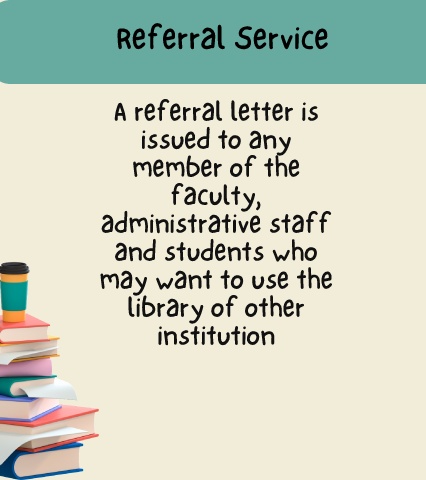 Referral Service
A referral letter is
issued to any
member of the
faculty,
administrative staff
and students who
may want to use the
library of other
institution